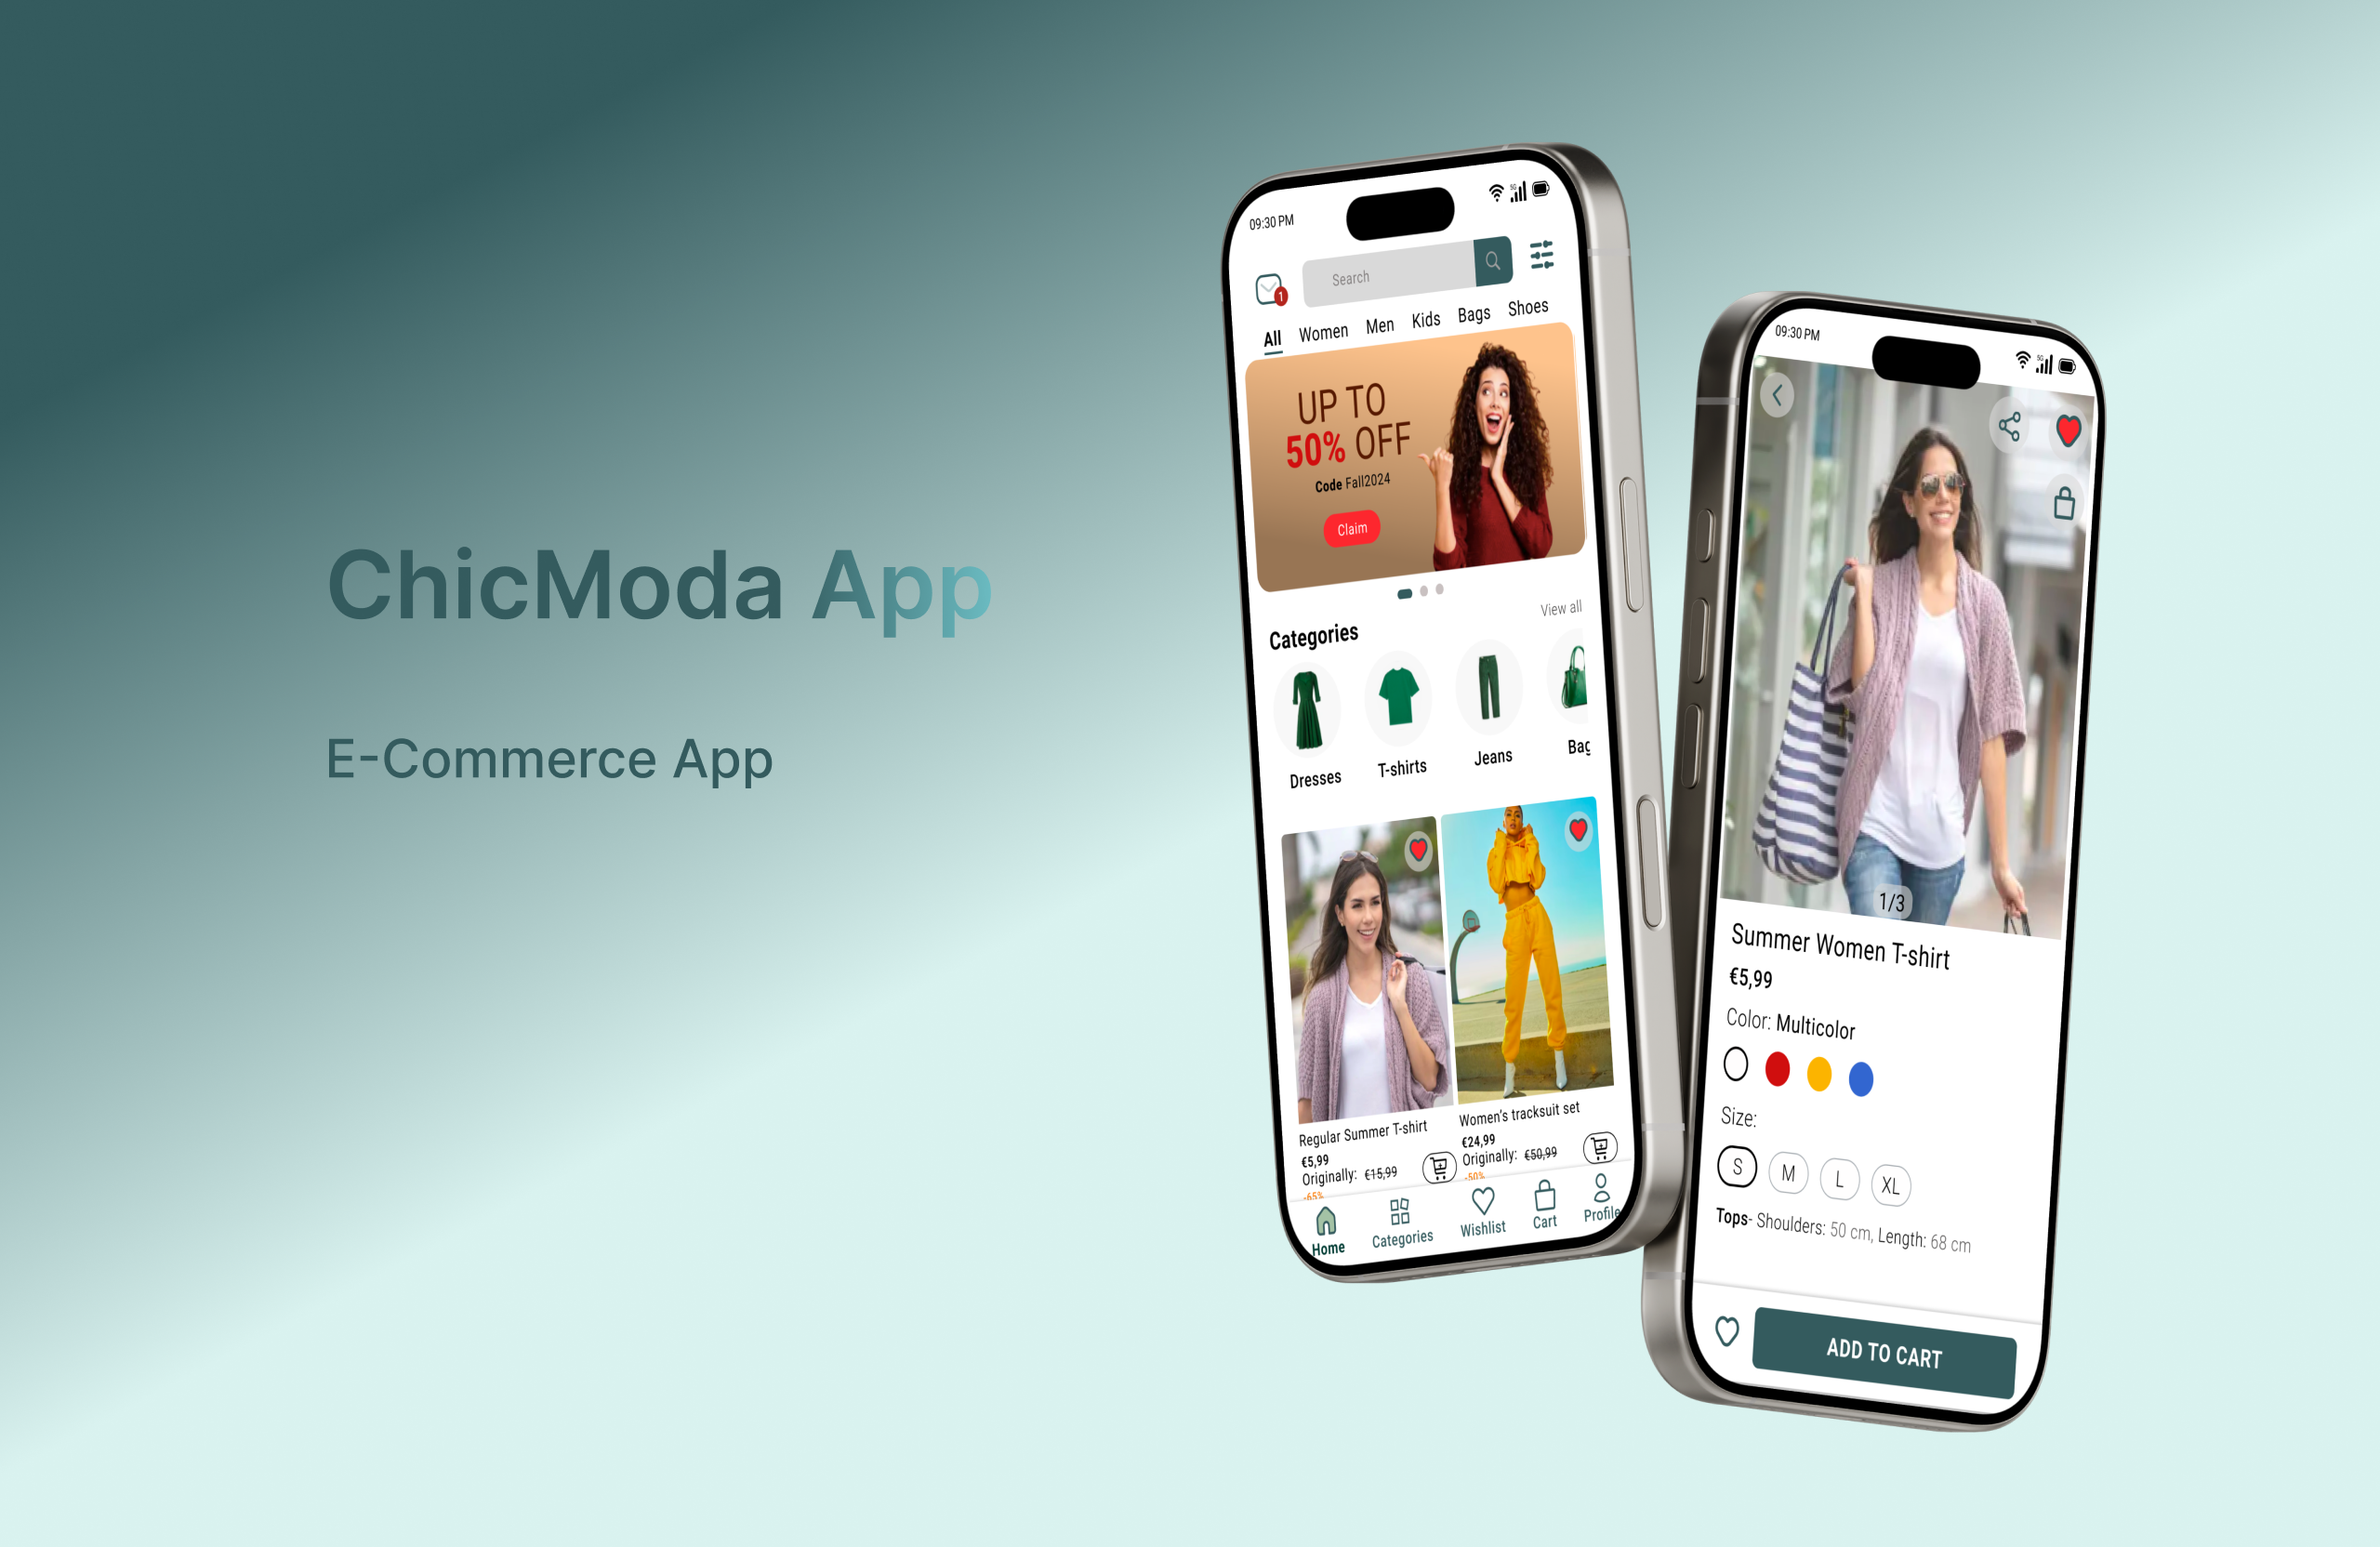 ChicModa App
E-Commerce App
09:30 PM
5G
1
Search
All Women Men Kids Bags Shoes
UP TO
50% OFF
Code Fall2024
Claim
Categories
View all
Dresses T-shirts Jeans Bag
Regular Summer T-shirt
€5,99
Originally: €15,99
-65%
Women's tracksuit set
€24,99
Originally: €50,99
-50%
Home Categories Wishlist Cart Profile
09:30 PM
5G
1/3
Summer Women T-shirt
€5,99
Color: Multicolor
Size:
S M L XL
Tops- Shoulders: 50 cm, Length: 68 cm
ADD TO CART